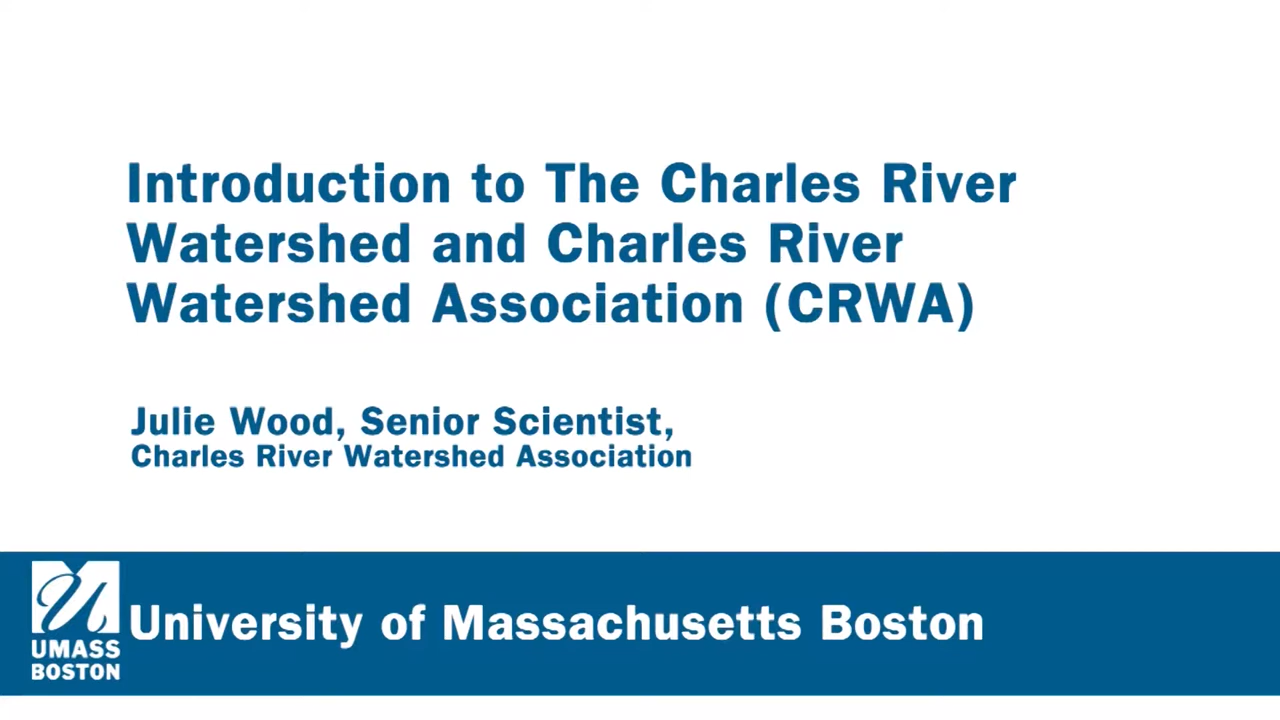 Introduction to The Charles River
Watershed and Charles River
Watershed Association (CRWA)
Julie Wood, Senior Scientist,
Charles River Watershed Association
UMASS
BOSTON
University of Massachusetts Boston